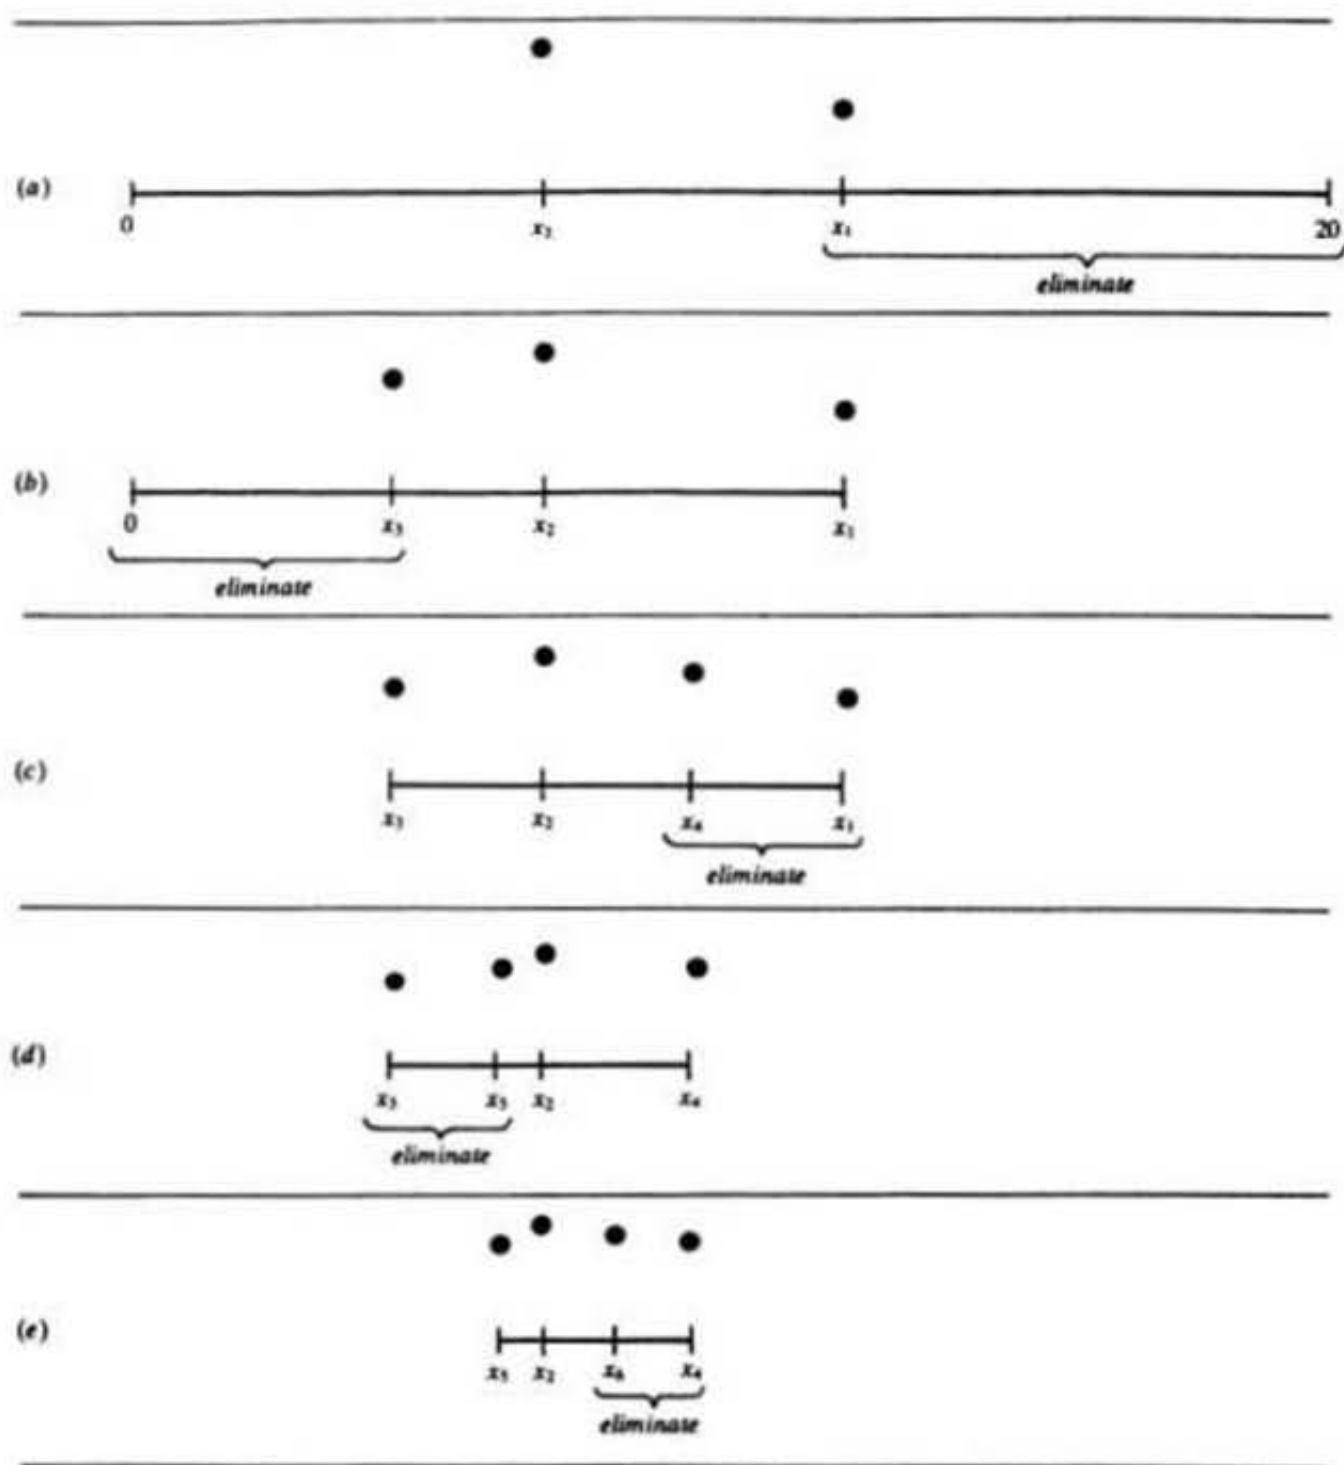 (a)
0 x₂ x₁ 20
eliminate
(b)
0 x₃ x₂ x₁
eliminate
(c)
x₃ x₂ x₄ x₁
eliminate
(d)
x₃ x₅ x₂ x₄
eliminate
(e)
x₅ x₂ x₆ x₄
eliminate